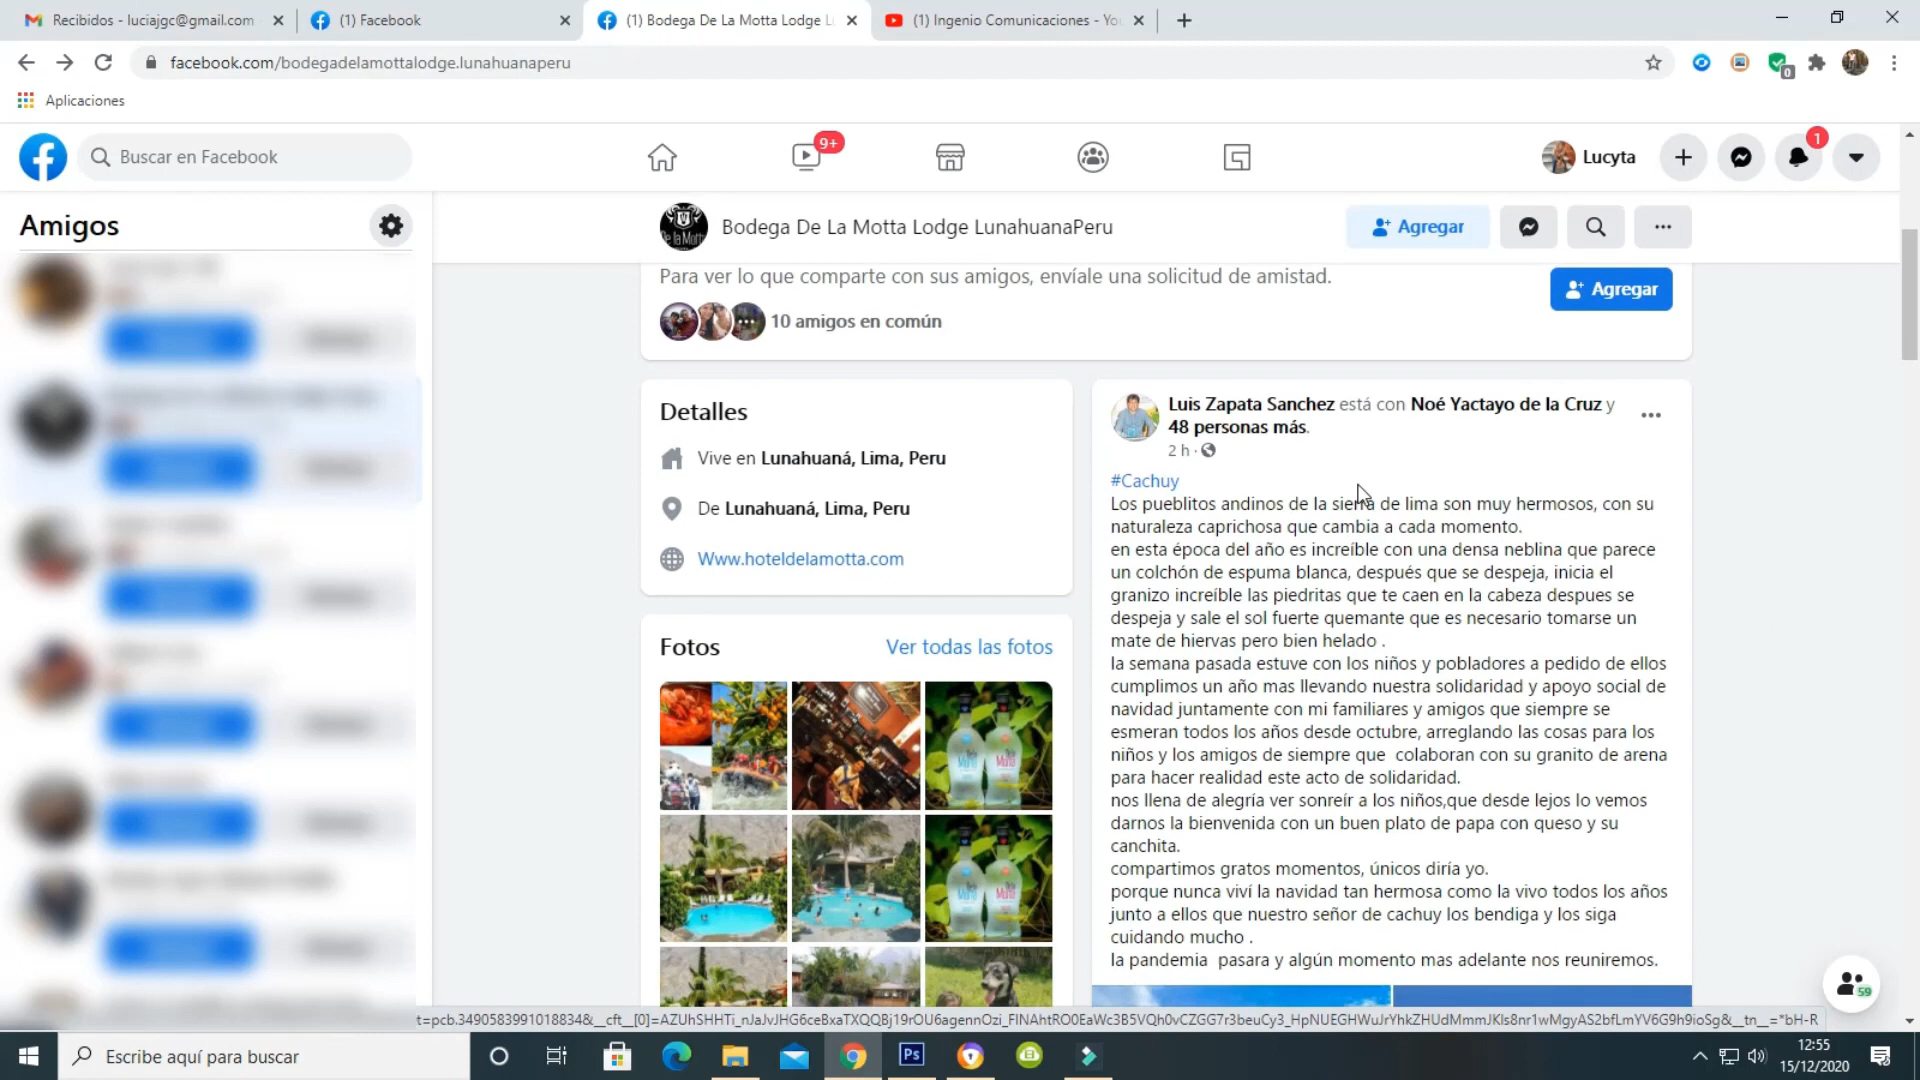 Recibidos - luciajgc@gmail.com
(1) Facebook
(1) Bodega De La Motta Lodge L
(1) Ingenio Comunicaciones - You
facebook.com/bodegadelamottalodge.lunahuanaperu
0
Aplicaciones
Buscar en Facebook
9+
Lucyta
1
Amigos
Bodega De La Motta Lodge LunahuanaPeru
Agregar
Para ver lo que comparte con sus amigos, envíale una solicitud de amistad.
Agregar
10 amigos en común
Detalles
Vive en Lunahuaná, Lima, Peru
De Lunahuaná, Lima, Peru
Www.hoteldelamotta.com
Fotos
Ver todas las fotos
Luis Zapata Sanchez está con Noé Yactayo de la Cruz y
48 personas más.
2 h ·
#Cachuy
Los pueblitos andinos de la sierra de lima son muy hermosos, con su
naturaleza caprichosa que cambia a cada momento.
en esta época del año es increíble con una densa neblina que parece
un colchón de espuma blanca, después que se despeja, inicia el
granizo increíble las piedritas que te caen en la cabeza despues se
despeja y sale el sol fuerte quemante que es necesario tomarse un
mate de hiervas pero bien helado .
la semana pasada estuve con los niños y pobladores a pedido de ellos
cumplimos un año mas llevando nuestra solidaridad y apoyo social de
navidad juntamente con mi familiares y amigos que siempre se
esmeran todos los años desde octubre, arreglando las cosas para los
niños y los amigos de siempre que colaboran con su granito de arena
para hacer realidad este acto de solidaridad.
nos llena de alegría ver sonreír a los niños,que desde lejos lo vemos
darnos la bienvenida con un buen plato de papa con queso y su
canchita.
compartimos gratos momentos, únicos diría yo.
porque nunca viví la navidad tan hermosa como la vivo todos los años
junto a ellos que nuestro señor de cachuy los bendiga y los siga
cuidando mucho .
la pandemia pasara y algún momento mas adelante nos reuniremos.
59
Escribe aquí para buscar
Ps
12:55
15/12/2020